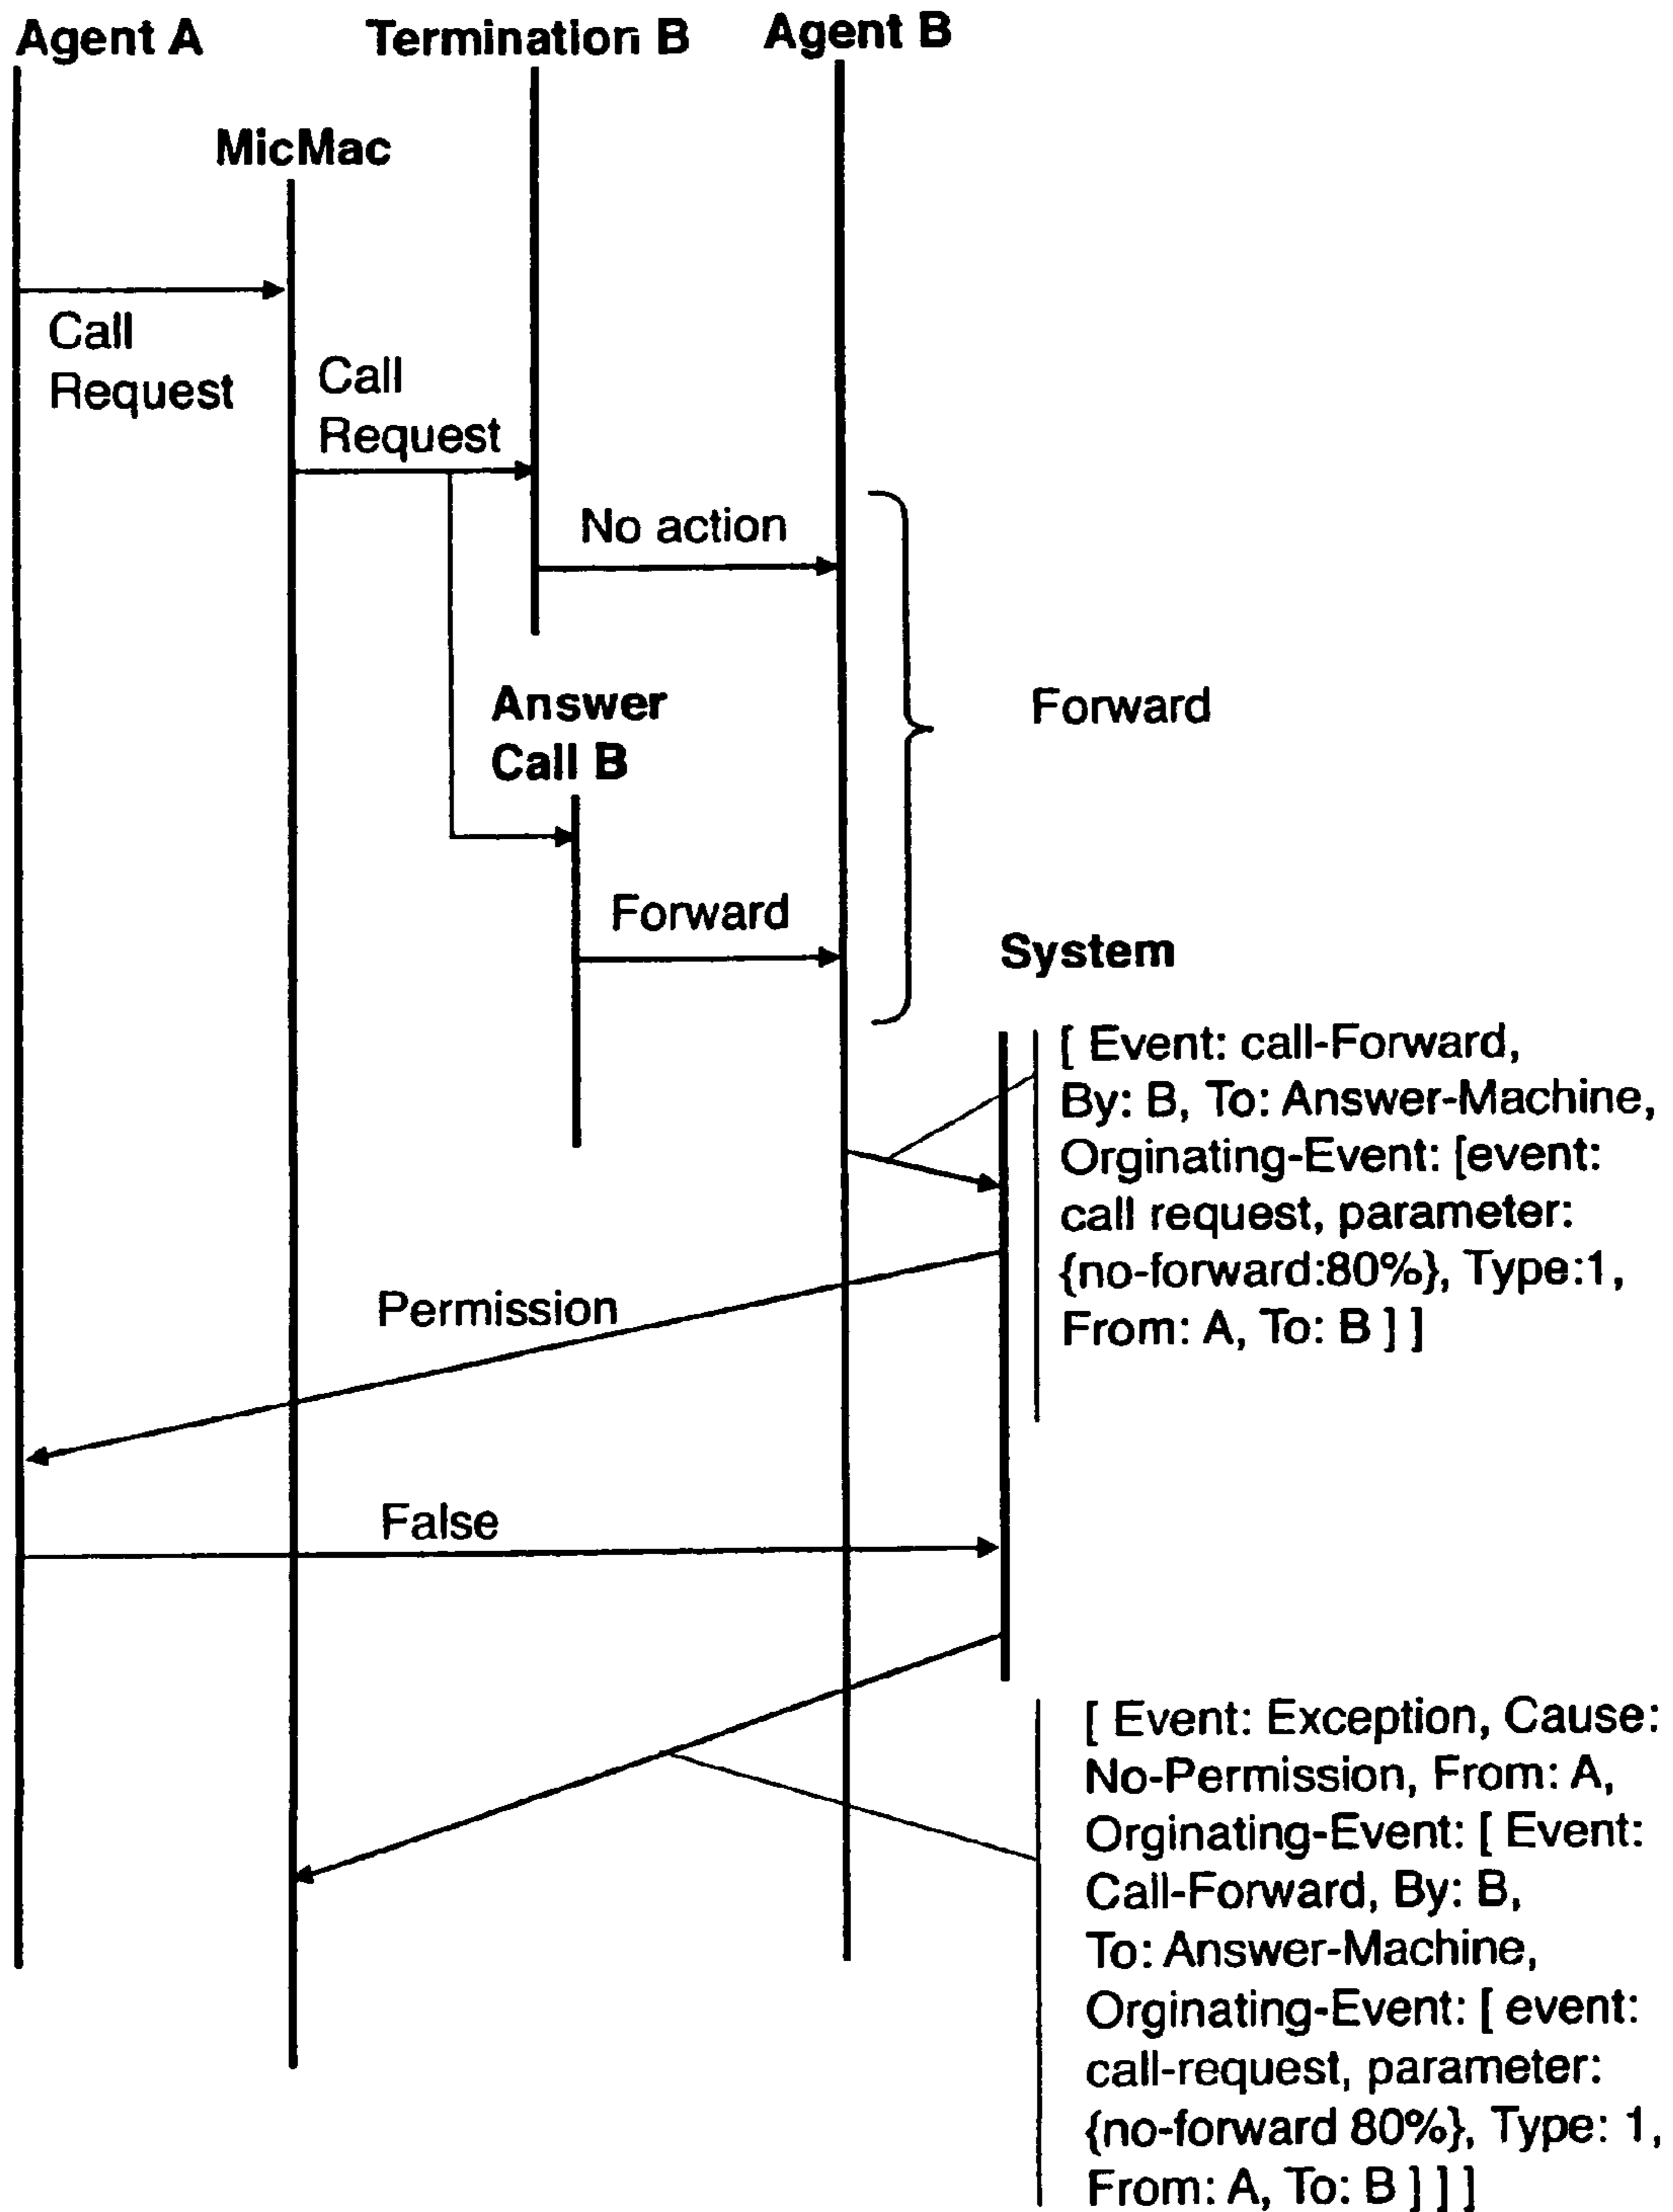 Agent A
Termination B
Agent B
MicMac
Call
Request
Call
Request
No action
Answer
Call B
Forward
Forward
System
[ Event: call-Forward,
By: B, To: Answer-Machine,
Orginating-Event: [event:
call request, parameter:
{no-forward:80%}, Type:1,
From: A, To: B ] ]
Permission
False
[ Event: Exception, Cause:
No-Permission, From: A,
Orginating-Event: [ Event:
Call-Forward, By: B,
To: Answer-Machine,
Orginating-Event: [ event:
call-request, parameter:
{no-forward 80%}, Type: 1,
From: A, To: B ] ] ]